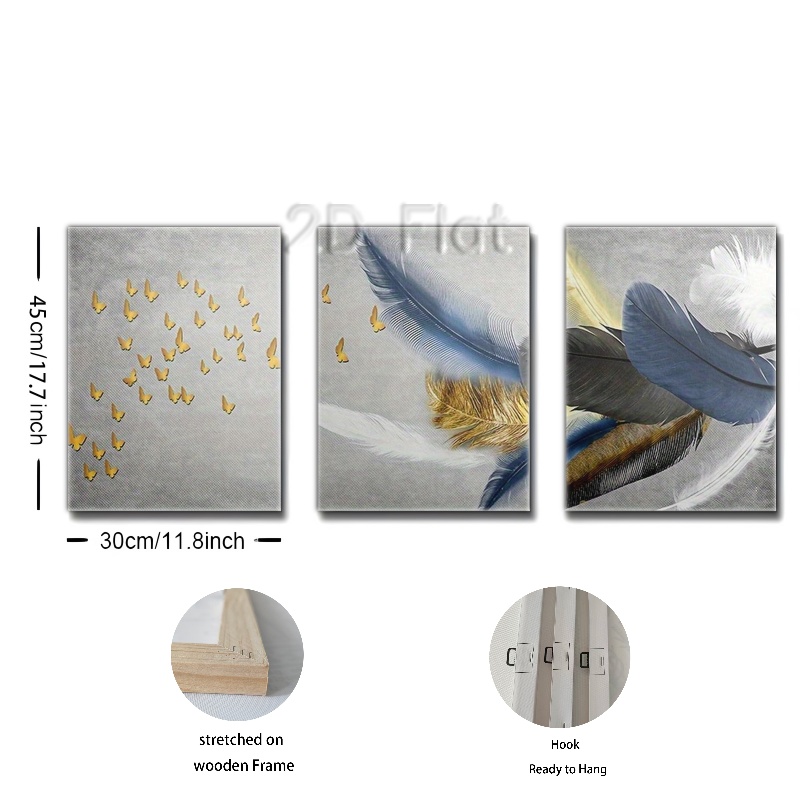 2D Flat
45cm/17.7inch
30cm/11.8inch
stretched on
wooden Frame
Hook
Ready to Hang